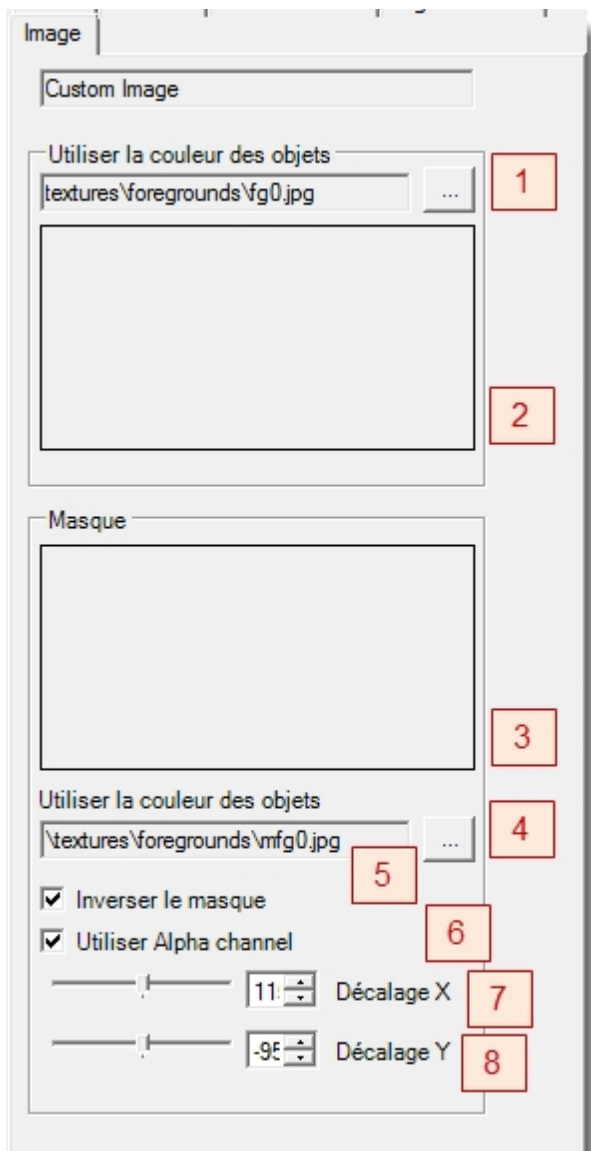 Image
Custom Image
Utiliser la couleur des objets
textures\foregrounds\fg0.jpg
...
1
2
Masque
3
Utiliser la couleur des objets
\textures\foregrounds\mfg0.jpg
...
4
5
Inverser le masque
Utiliser Alpha channel
6
Décalage X
7
Décalage Y
8